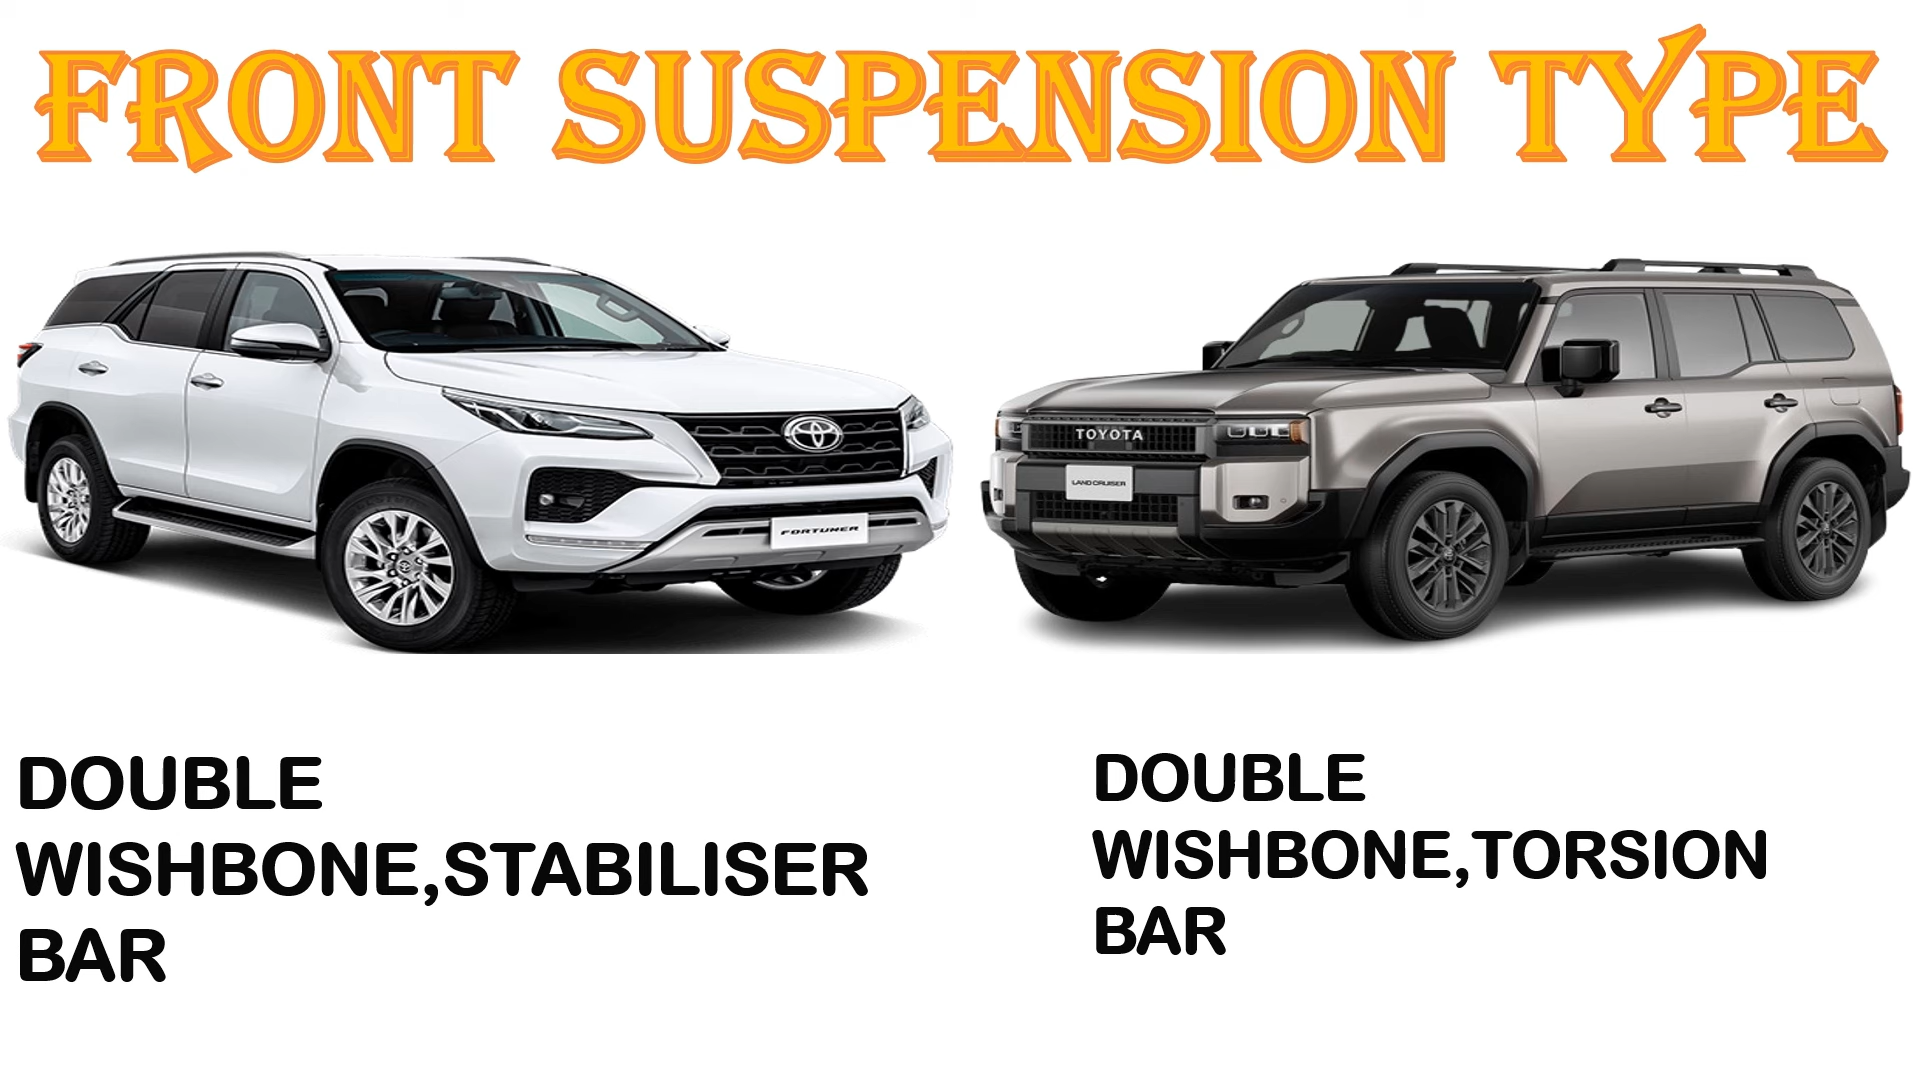 FRONT SUSPENSION TYPE
TOYOTA
LAND CRUISER
FORTUNER
DOUBLE
WISHBONE,STABILISER
BAR
DOUBLE
WISHBONE,TORSION
BAR